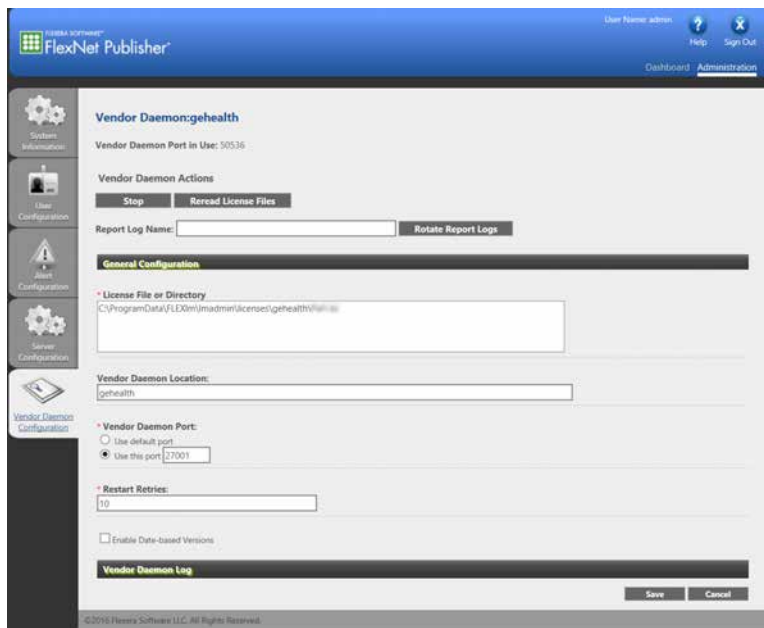 User Name: admin
FLEXERA SOFTWARE
FlexNet Publisher
Help
Sign Out
Dashboard Administration
System Information
User Configuration
Alert Configuration
Server Configuration
Vendor Daemon Configuration
Vendor Daemon:gehealth
Vendor Daemon Port in Use: 50536
Vendor Daemon Actions
Stop Reread License Files
Report Log Name: Rotate Report Logs
General Configuration
* License File or Directory
C:\ProgramData\FLEXlm\lmadmin\licenses\gehealth\
Vendor Daemon Location:
gehealth
* Vendor Daemon Port:
Use default port
Use this port 27001
* Restart Retries:
10
Enable Date-based Versions
Vendor Daemon Log
Save Cancel
©2016 Flexera Software LLC. All Rights Reserved.